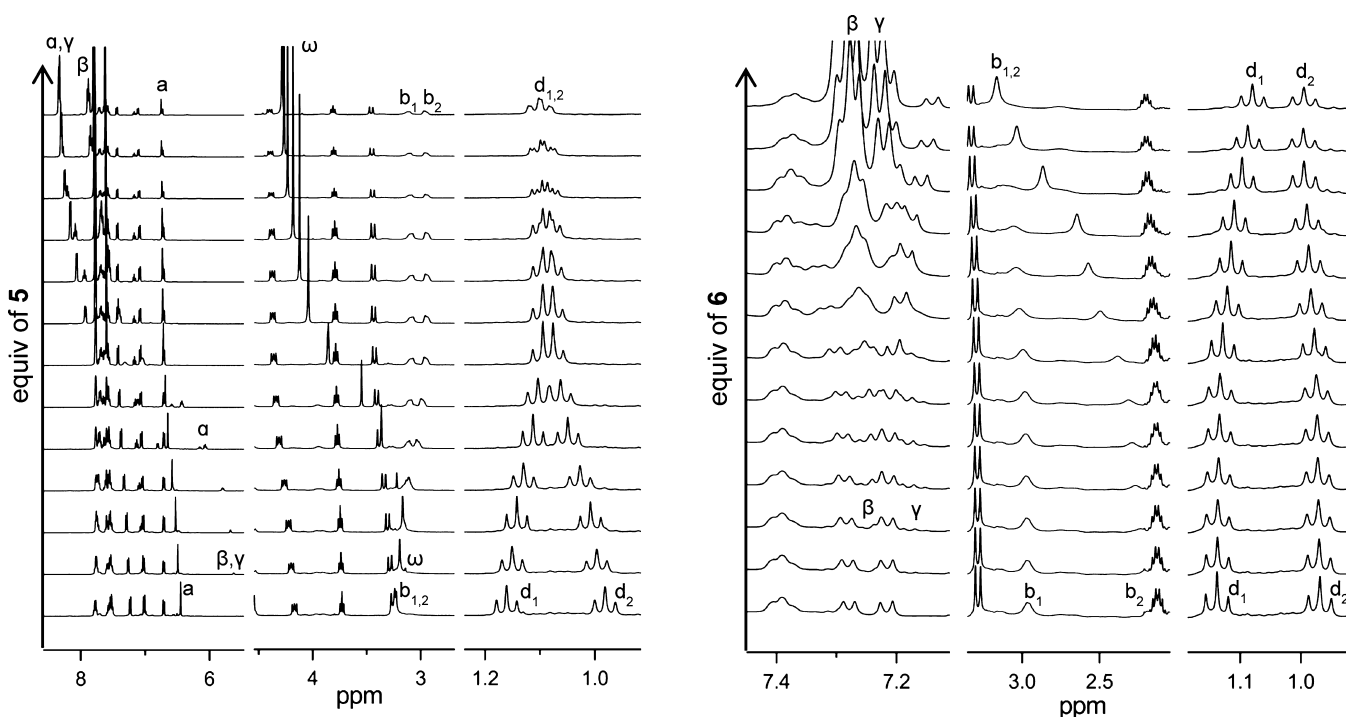 α,γ
β
a
ω
b1 b2
d1,2
equiv of 5
α
β,γ
a
ω
b1,2
d1
d2
8 6 4 3 1.2 1.0
ppm
β γ
b1,2
d1 d2
equiv of 6
β γ
b1
b2
d1
d2
7.4 7.2 3.0 2.5 1.1 1.0
ppm